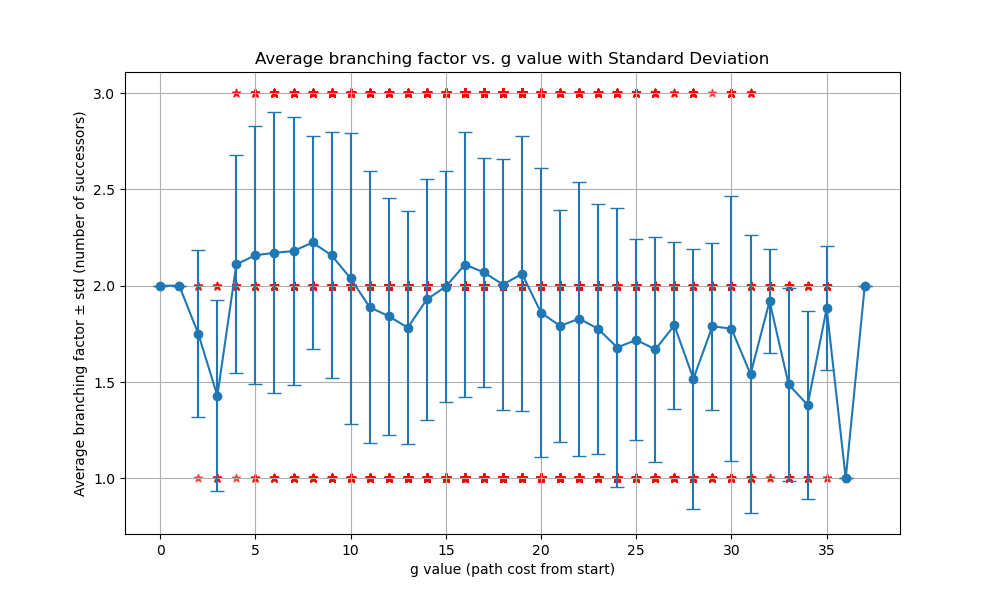 Average branching factor vs. g value with Standard Deviation
Average branching factor ± std (number of successors)
3.0
2.5
2.0
1.5
1.0
0 5 10 15 20 25 30 35
g value (path cost from start)